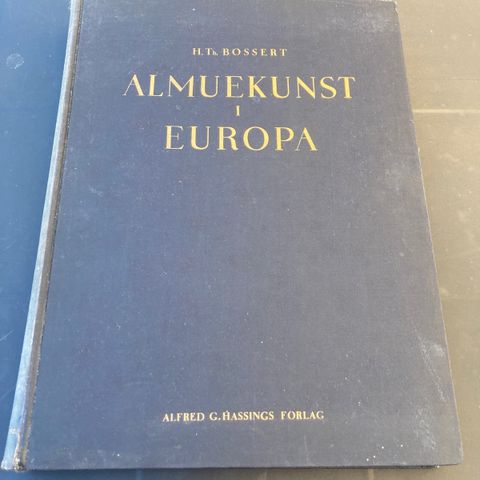 H. TH. BOSSERT
ALMUEKUNST
I
EUROPA
ALFRED G. HASSINGS FORLAG